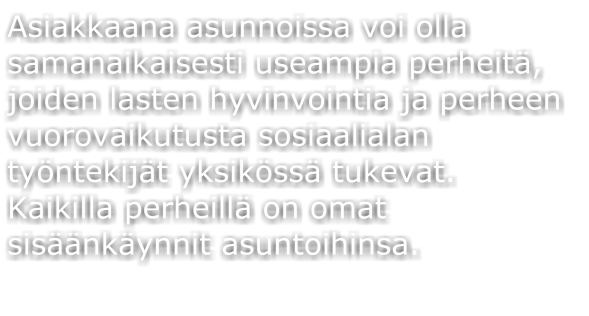 Asiakkaana asunnoissa voi olla
samanaikaisesti useampia perheitä,
joiden lasten hyvinvointia ja perheen
vuorovaikutusta sosiaalialan
työntekijät yksikössä tukevat.
Kaikilla perheillä on omat
sisäänkäynnit asuntoihinsa.